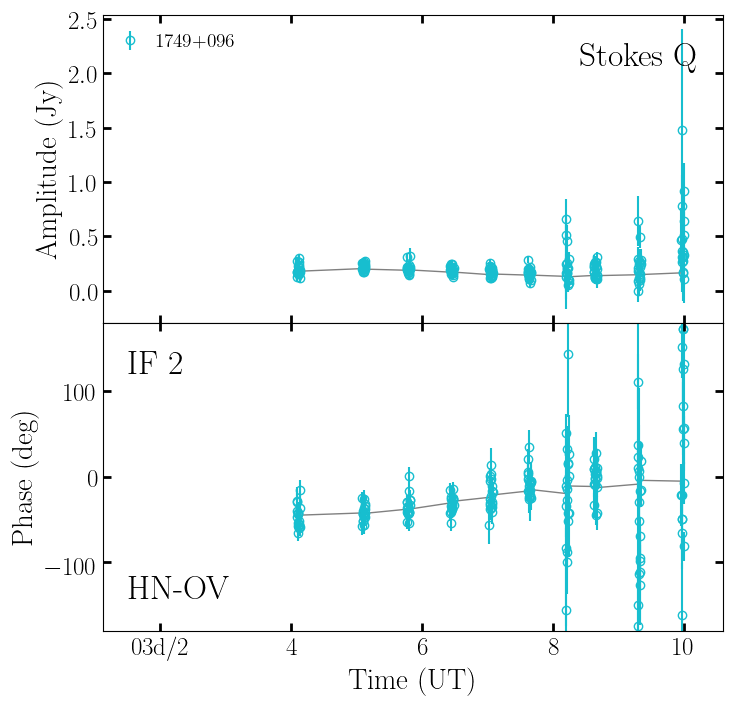 2.5
1749+096
Stokes Q
2.0
1.5
1.0
0.5
0.0
Amplitude (Jy)
IF 2
100
0
−100
Phase (deg)
HN-OV
03d/2 4 6 8 10
Time (UT)